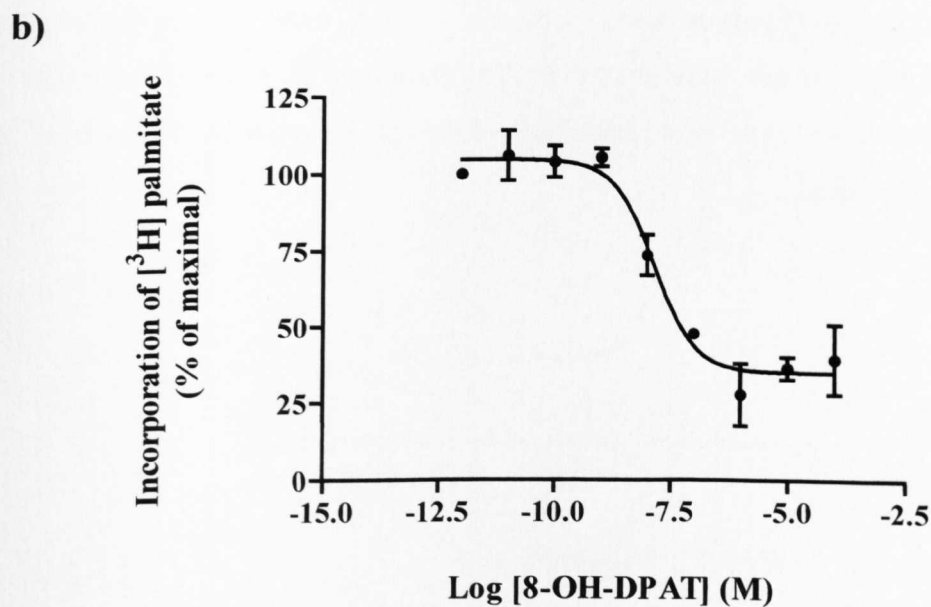 b)
Incorporation of [³H] palmitate
(% of maximal)
125
100
75
50
25
0
-15.0 -12.5 -10.0 -7.5 -5.0 -2.5
Log [8-OH-DPAT] (M)